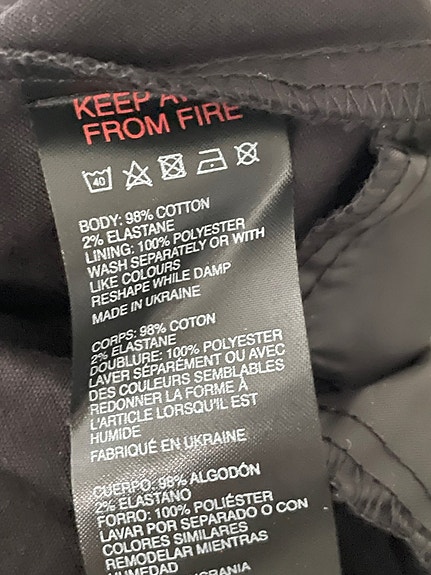 KEEP
FROM FIRE
40
BODY: 98% COTTON
2% ELASTANE
LINING: 100% POLYESTER
WASH SEPARATELY OR WITH
LIKE COLOURS
RESHAPE WHILE DAMP
MADE IN UKRAINE
CORPS: 98% COTON
2% ELASTANE
DOUBLURE: 100% POLYESTER
LAVER SÉPARÉMENT OU AVEC
DES COULEURS SEMBLABLES
REDONNER LA FORME À
L'ARTICLE LORSQU'IL EST
HUMIDE
FABRIQUÉ EN UKRAINE
CUERPO: 98% ALGODÓN
2% ELASTANO
FORRO: 100% POLIÉSTER
LAVAR POR SEPARADO O CON
COLORES SIMILARES
REMODELAR MIENTRAS
HUMEDAD